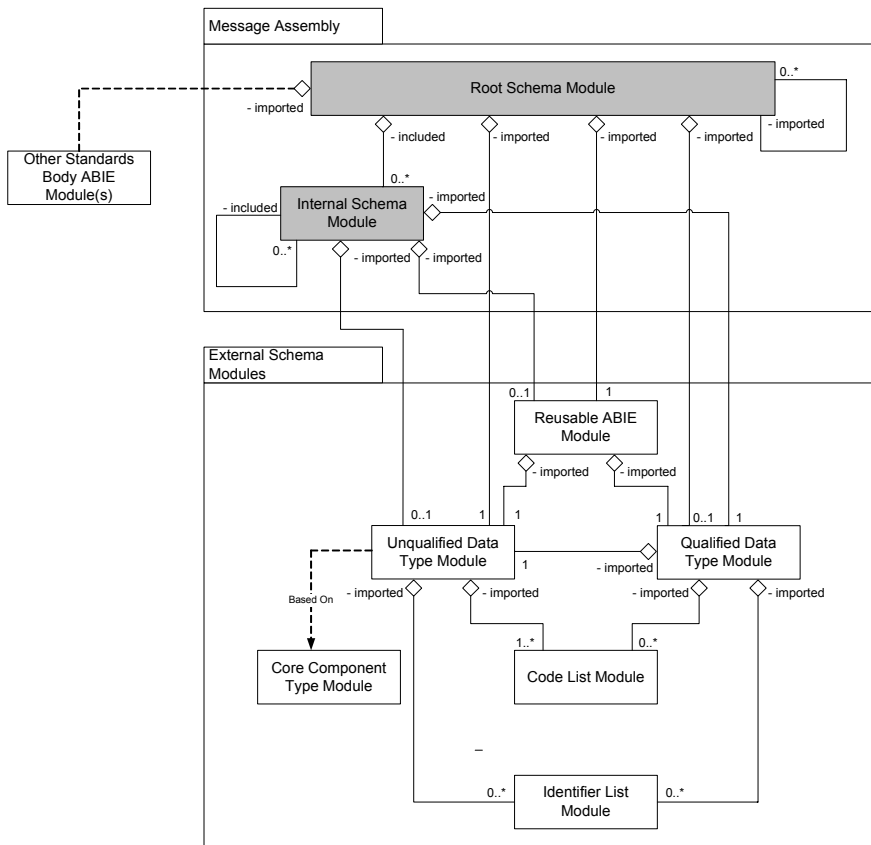 Message Assembly
0..*
Root Schema Module
- imported
- imported
- included
- imported
- imported
- imported
Other Standards
Body ABIE
Module(s)
0..*
- imported
- included
Internal Schema
Module
0..*
- imported
- imported
External Schema
Modules
0..1
1
Reusable ABIE
Module
- imported
- imported
0..1
1
1
1
0..1
1
Unqualified Data
Type Module
1
Qualified Data
Type Module
- imported
Based On
- imported
- imported
- imported
- imported
1..*
0..*
Core Component
Type Module
Code List Module
–
0..*
Identifier List
Module
0..*